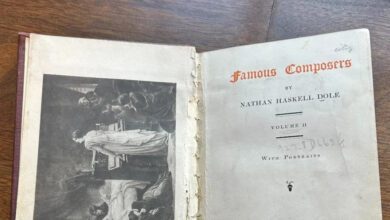 Famous Composers
BY
NATHAN HASKELL DOLE
VOLUME II
With Portraits